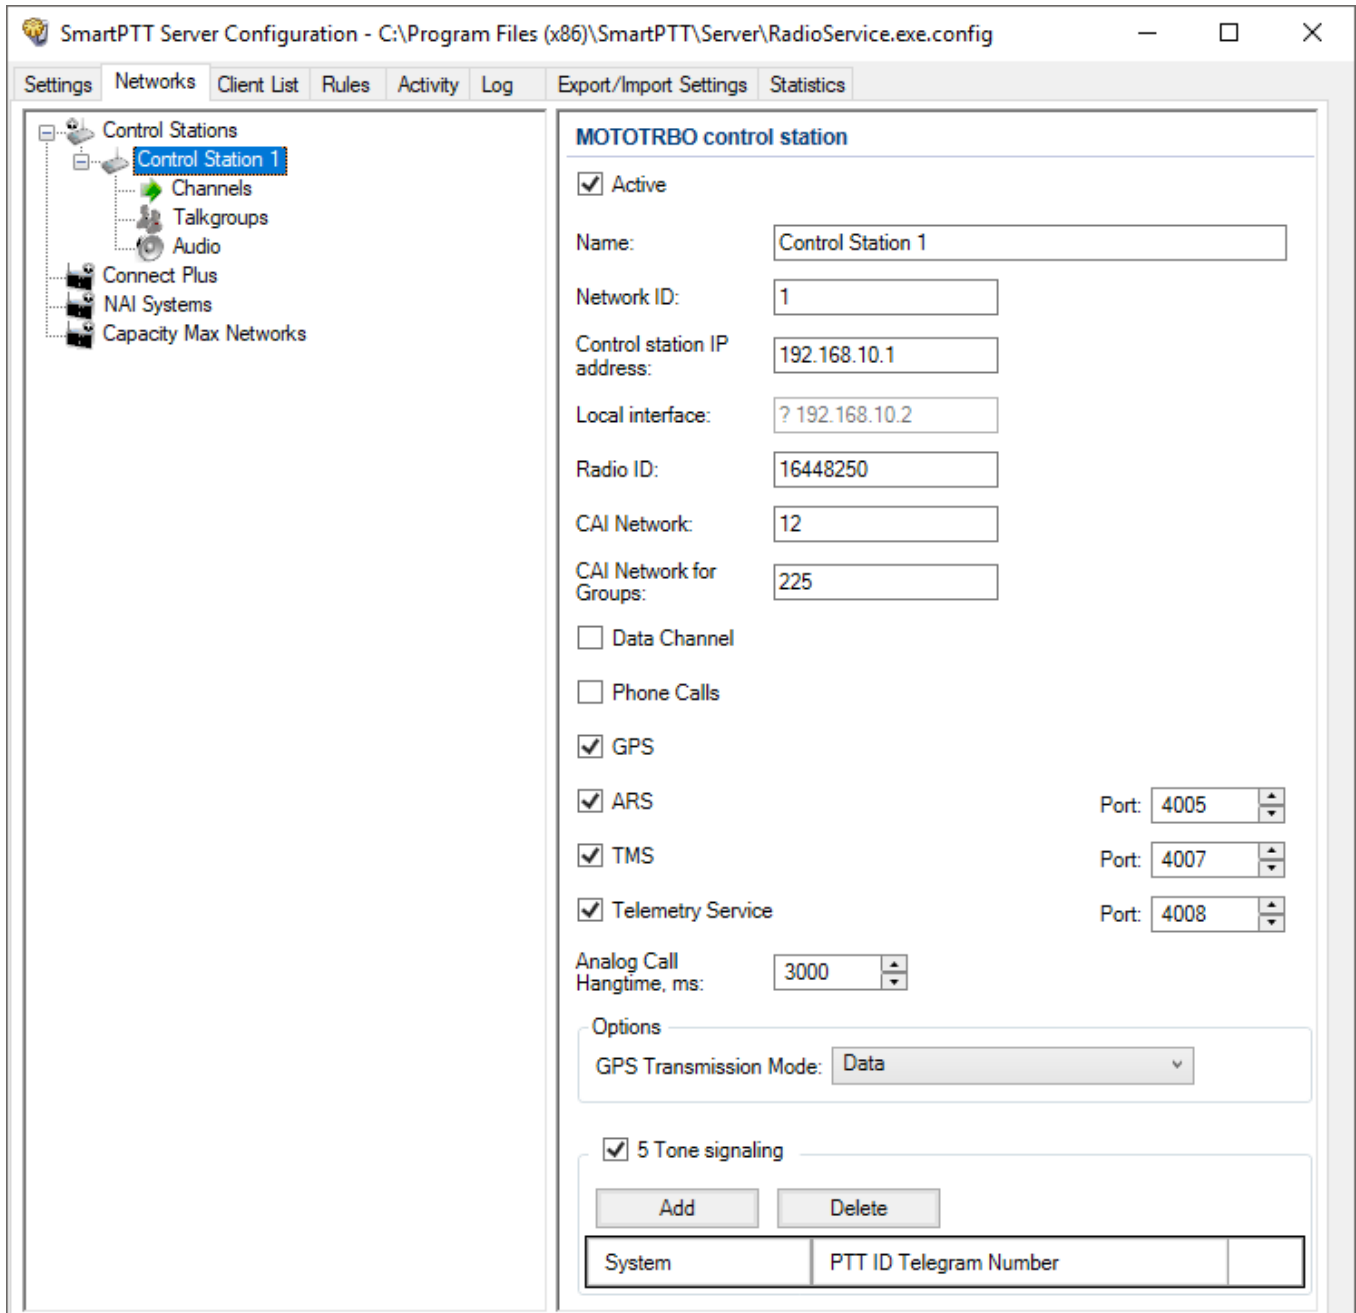 SmartPTT Server Configuration - C:\Program Files (x86)\SmartPTT\Server\RadioService.exe.config
Settings Networks Client List Rules Activity Log Export/Import Settings Statistics
Control Stations
Control Station 1
Channels
Talkgroups
Audio
Connect Plus
NAI Systems
Capacity Max Networks
MOTOTRBO control station
Active
Name: Control Station 1
Network ID: 1
Control station IP
address: 192.168.10.1
Local interface: ? 192.168.10.2
Radio ID: 16448250
CAI Network: 12
CAI Network for
Groups: 225
Data Channel
Phone Calls
GPS
ARS Port: 4005
TMS Port: 4007
Telemetry Service Port: 4008
Analog Call
Hangtime, ms: 3000
Options
GPS Transmission Mode: Data
5 Tone signaling
Add Delete
System PTT ID Telegram Number